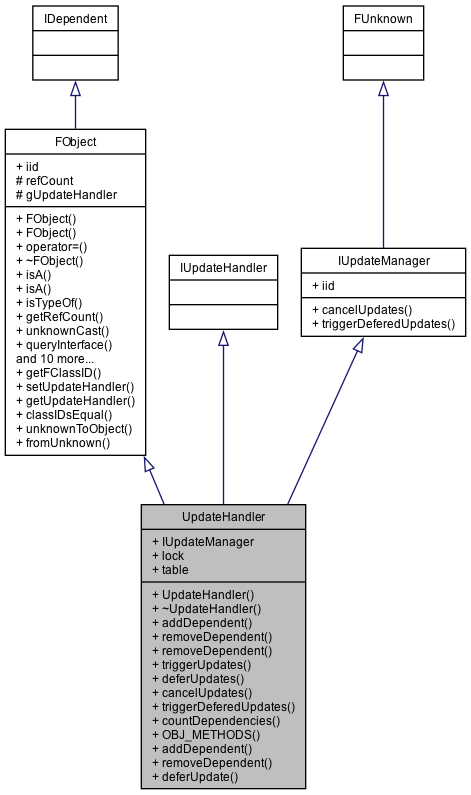 IDependent
FUnknown
FObject
+ iid
# refCount
# gUpdateHandler
+ FObject()
+ FObject()
+ operator=()
+ ~FObject()
+ isA()
+ isA()
+ isTypeOf()
+ getRefCount()
+ unknownCast()
+ queryInterface()
and 10 more...
+ getFClassID()
+ setUpdateHandler()
+ getUpdateHandler()
+ classIDsEqual()
+ unknownToObject()
+ fromUnknown()
IUpdateHandler
IUpdateManager
+ iid
+ cancelUpdates()
+ triggerDeferedUpdates()
UpdateHandler
+ IUpdateManager
+ lock
+ table
+ UpdateHandler()
+ ~UpdateHandler()
+ addDependent()
+ removeDependent()
+ removeDependent()
+ triggerUpdates()
+ deferUpdates()
+ cancelUpdates()
+ triggerDeferedUpdates()
+ countDependencies()
+ OBJ_METHODS()
+ addDependent()
+ removeDependent()
+ deferUpdate()